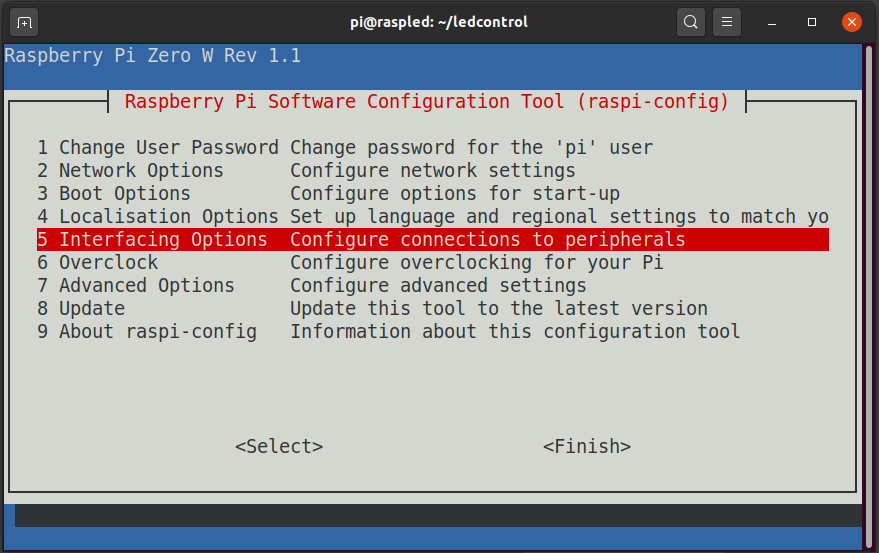 pi@raspled: ~/ledcontrol
Raspberry Pi Zero W Rev 1.1
Raspberry Pi Software Configuration Tool (raspi-config)
1 Change User Password Change password for the 'pi' user
2 Network Options Configure network settings
3 Boot Options Configure options for start-up
4 Localisation Options Set up language and regional settings to match yo
5 Interfacing Options Configure connections to peripherals
6 Overclock Configure overclocking for your Pi
7 Advanced Options Configure advanced settings
8 Update Update this tool to the latest version
9 About raspi-config Information about this configuration tool
<Select> <Finish>